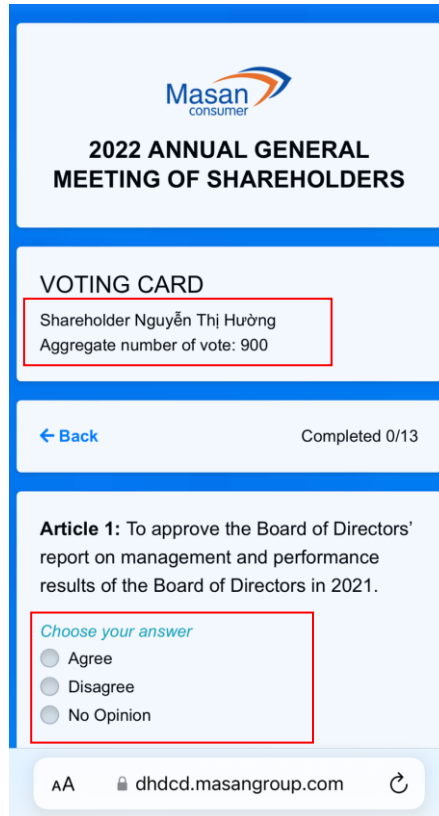 Masan
consumer
2022 ANNUAL GENERAL
MEETING OF SHAREHOLDERS
VOTING CARD
Shareholder Nguyễn Thị Hường
Aggregate number of vote: 900
← Back
Completed 0/13
Article 1: To approve the Board of Directors'
report on management and performance
results of the Board of Directors in 2021.
Choose your answer
Agree
Disagree
No Opinion
AA
dhdcd.masangroup.com